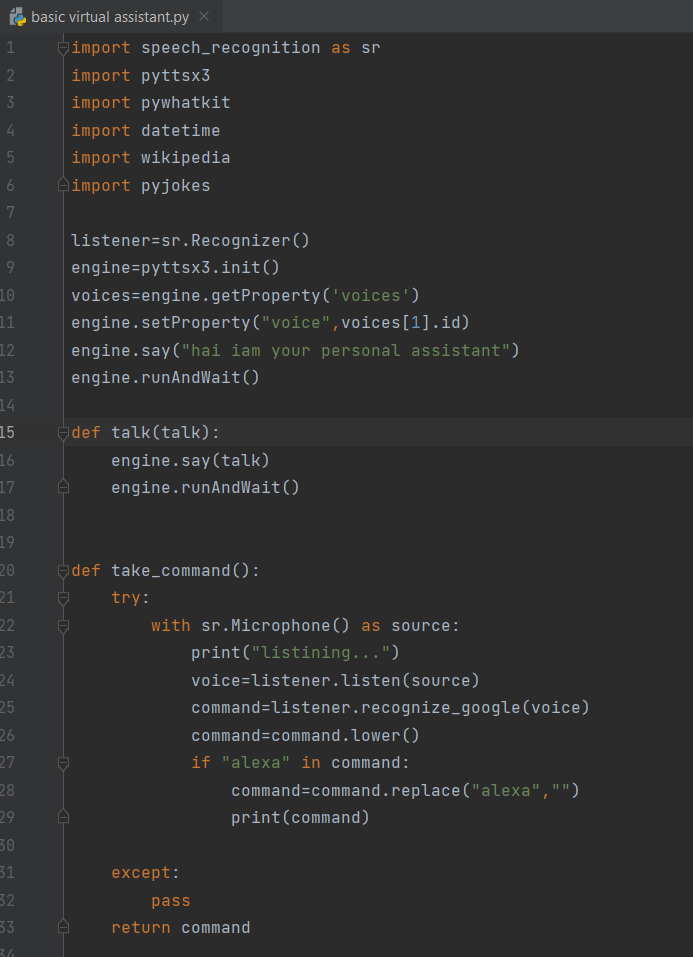 basic virtual assistant.py
1 import speech_recognition as sr
2 import pyttsx3
3 import pywhatkit
4 import datetime
5 import wikipedia
6 import pyjokes
7
8 listener=sr.Recognizer()
9 engine=pyttsx3.init()
10 voices=engine.getProperty('voices')
11 engine.setProperty("voice",voices[1].id)
12 engine.say("hai iam your personal assistant")
13 engine.runAndWait()
14
15 def talk(talk):
16     engine.say(talk)
17     engine.runAndWait()
18
19
20 def take_command():
21     try:
22         with sr.Microphone() as source:
23             print("listining...")
24             voice=listener.listen(source)
25             command=listener.recognize_google(voice)
26             command=command.lower()
27             if "alexa" in command:
28                 command=command.replace("alexa","")
29                 print(command)
30
31     except:
32         pass
33     return command
34